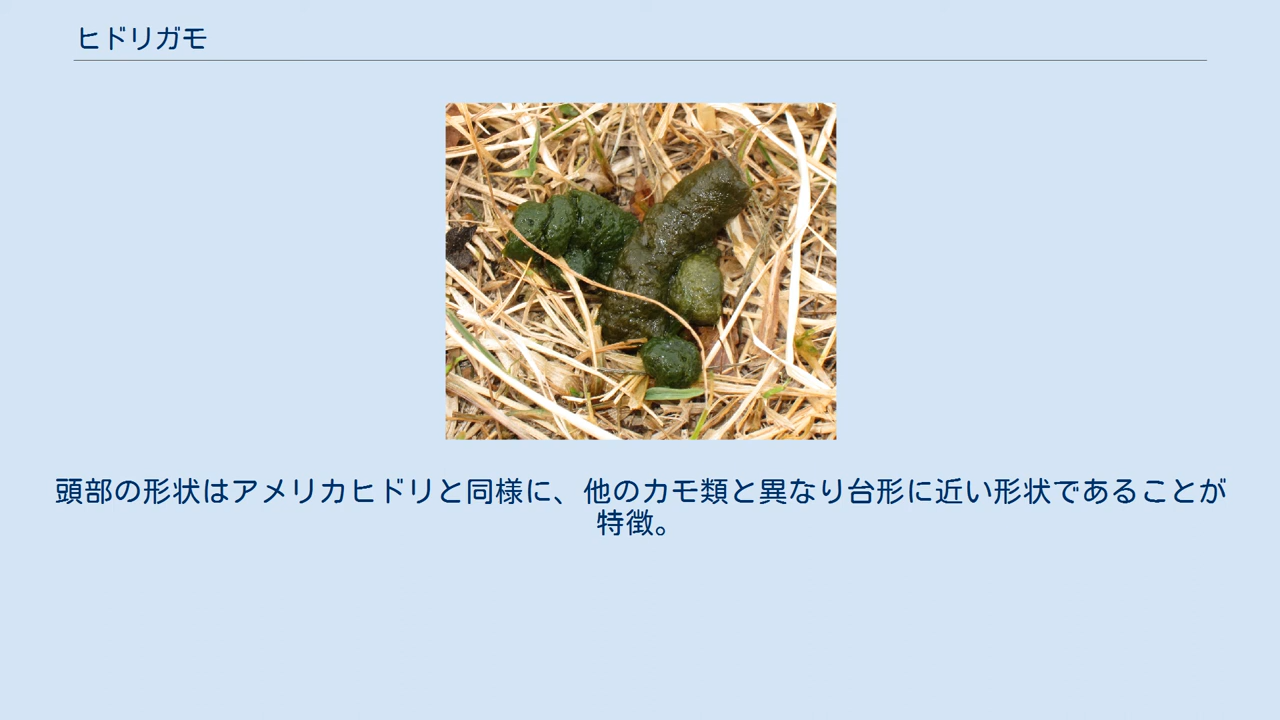 ヒドリガモ
頭部の形状はアメリカヒドリと同様に、他のカモ類と異なり台形に近い形状であることが
特徴。